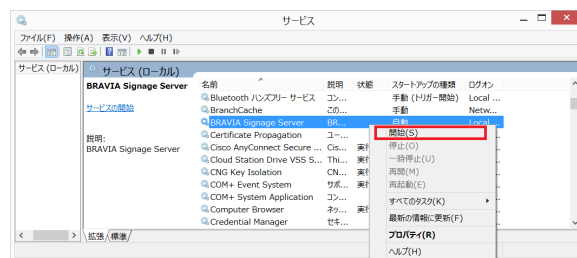 サービス
ファイル(F) 操作(A) 表示(V) ヘルプ(H)
サービス (ローカル)
サービス (ローカル)
BRAVIA Signage Server
サービスの開始
説明:
BRAVIA Signage Server
名前 説明 状態 スタートアップの種類 ログオン
Bluetooth ハンズフリー サービス コン... 手動 (トリガー開始) Local ...
BranchCache この... 手動 Netw...
BRAVIA Signage Server BR... 自動 Local ...
Certificate Propagation ユー...
Cisco AnyConnect Secure ... Cis... 実行
Cloud Station Drive VSS S... Thi... 実行
CNG Key Isolation CN... 実行
COM+ Event System サポ... 実行
COM+ System Application コン...
Computer Browser ネッ... 実行
Credential Manager セキ...
開始(S)
停止(O)
一時停止(U)
再開(M)
再起動(E)
すべてのタスク(K)
最新の情報に更新(F)
プロパティ(R)
ヘルプ(H)
拡張 標準